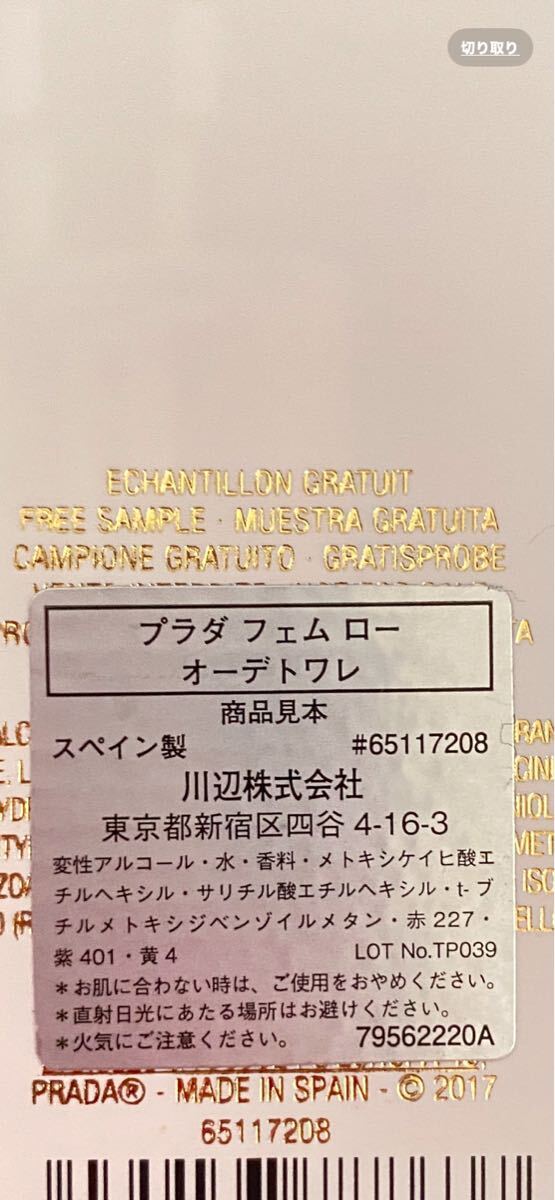 切り取り
ECHANTILLON GRATUIT
FREE SAMPLE · MUESTRA GRATUITA
CAMPIONE GRATUITO · GRATISPROBE
プラダ フェム ロー
オーデトワレ
商品見本
スペイン製 #65117208
川辺株式会社
東京都新宿区四谷 4-16-3
変性アルコール・水・香料・メトキシケイヒ酸エ
チルヘキシル・サリチル酸エチルヘキシル・t- ブ
チルメトキシジベンゾイルメタン・赤 227・
紫 401・黄 4 LOT No.TP039
*お肌に合わない時は、ご使用をおやめください。
*直射日光にあたる場所はお避けください。
*火気にご注意ください。 79562220A
PRADA® - MADE IN SPAIN - © 2017
65117208